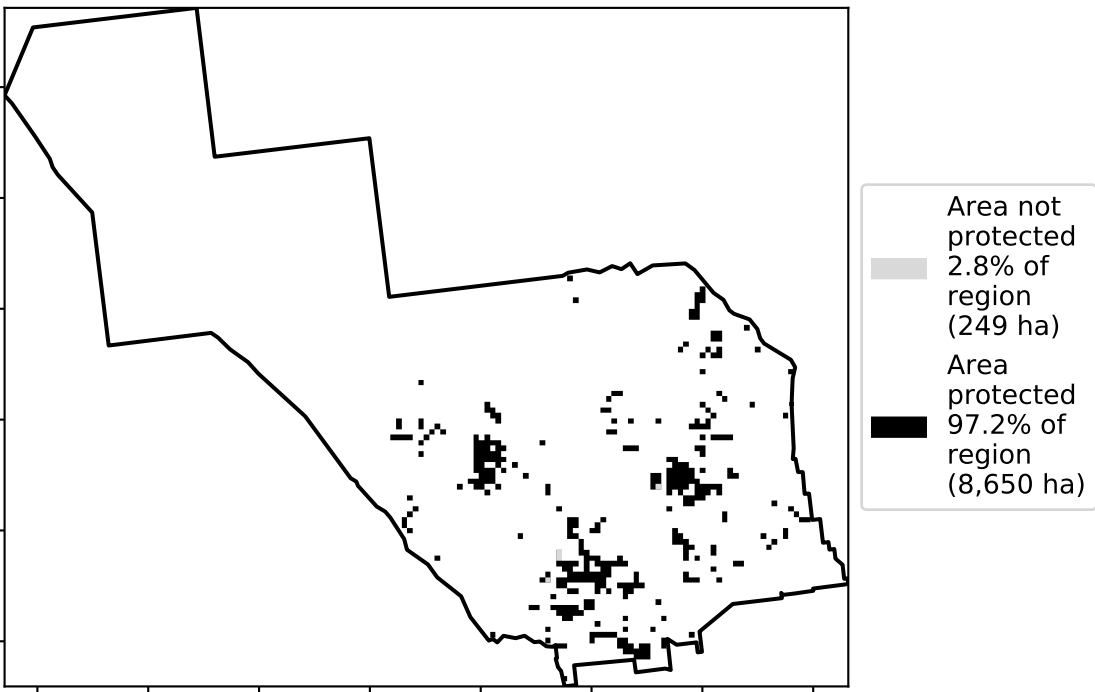 Area not
protected
2.8% of
region
(249 ha)
Area
protected
97.2% of
region
(8,650 ha)